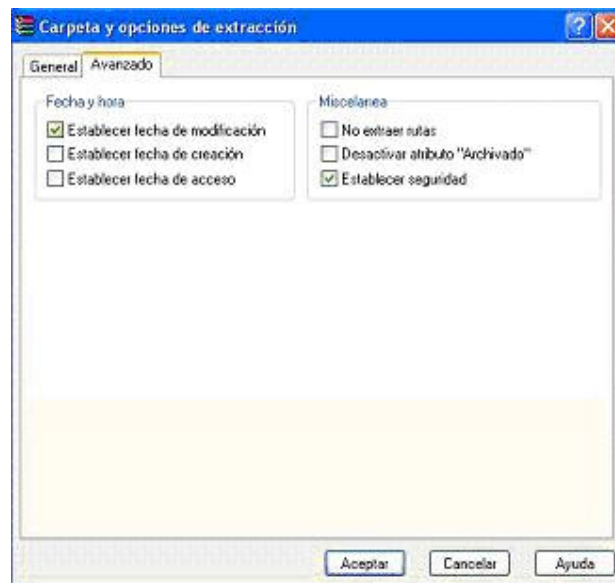 Carpeta y opciones de extracción
General Avanzado
Fecha y hora
Establecer fecha de modificación
Establecer fecha de creación
Establecer fecha de acceso
Miscelanea
No extraer rutas
Desactivar atributo "Archivado"
Establecer seguridad
Aceptar Cancelar Ayuda